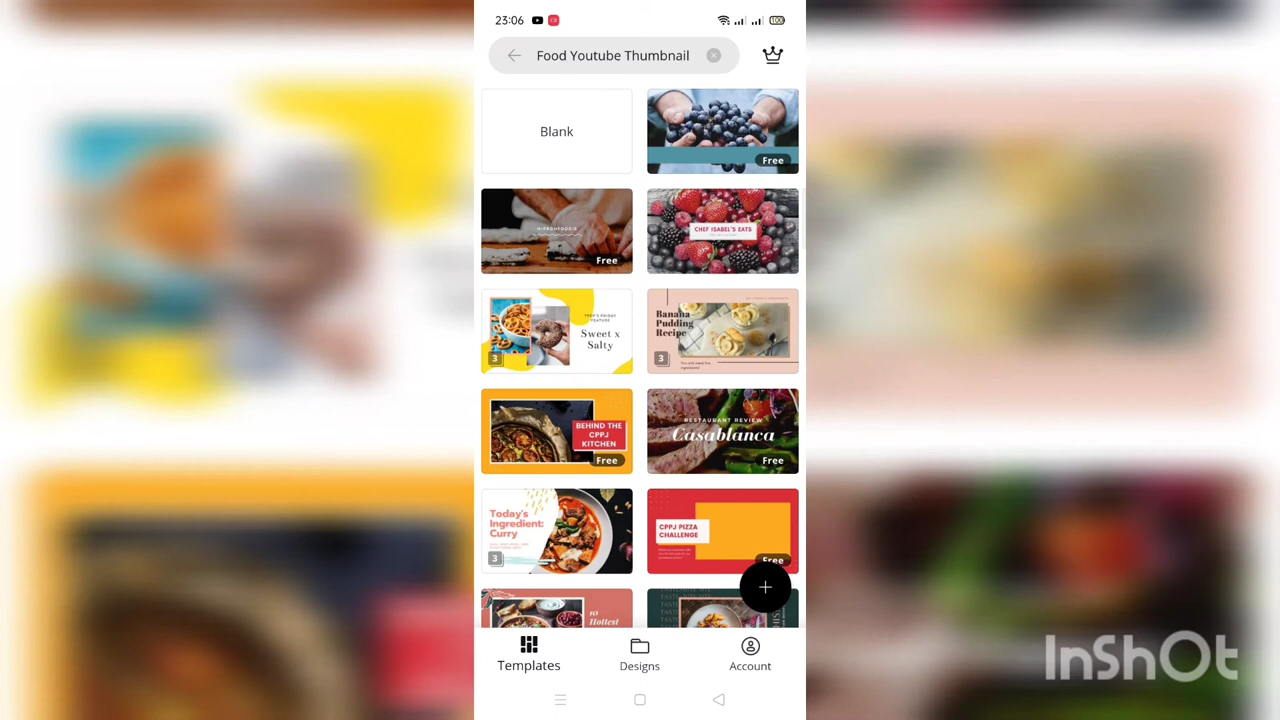 23:06
100
Food Youtube Thumbnail
Blank
Free
Free
CHEF ISABEL'S EATS
Sweet x
Salty
3
Banana
Pudding
Recipe
3
BEHIND THE
CPPJ
KITCHEN
Free
RESTAURANT REVIEW
Casablanca
Free
Today's
Ingredient:
Curry
3
CPPJ PIZZA
CHALLENGE
Free
10
Hottest
Templates
Designs
Account
InShOt